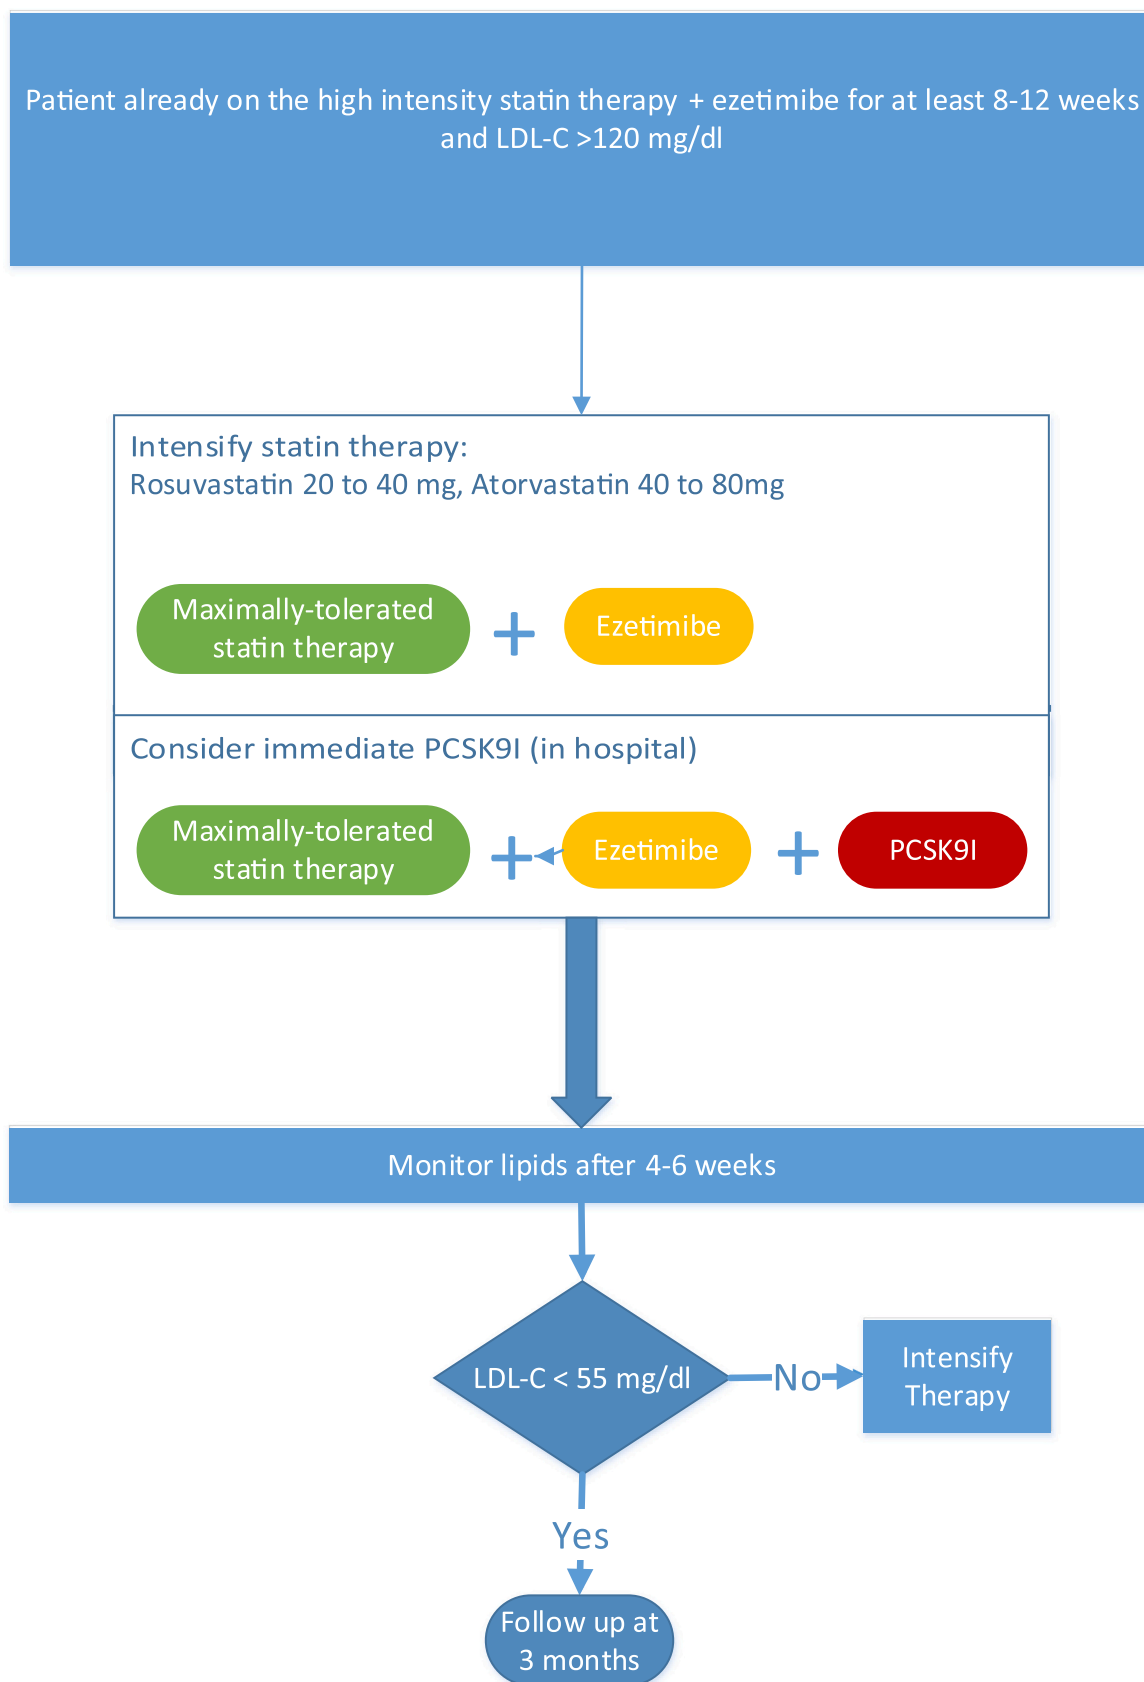 Patient already on the high intensity statin therapy + ezetimibe for at least 8-12 weeks
and LDL-C >120 mg/dl
Intensify statin therapy:
Rosuvastatin 20 to 40 mg, Atorvastatin 40 to 80mg
Maximally-tolerated
statin therapy
+
Ezetimibe
Consider immediate PCSK9I (in hospital)
Maximally-tolerated
statin therapy
+
Ezetimibe
+
PCSK9I
Monitor lipids after 4-6 weeks
LDL-C < 55 mg/dl
No
Intensify
Therapy
Yes
Follow up at
3 months